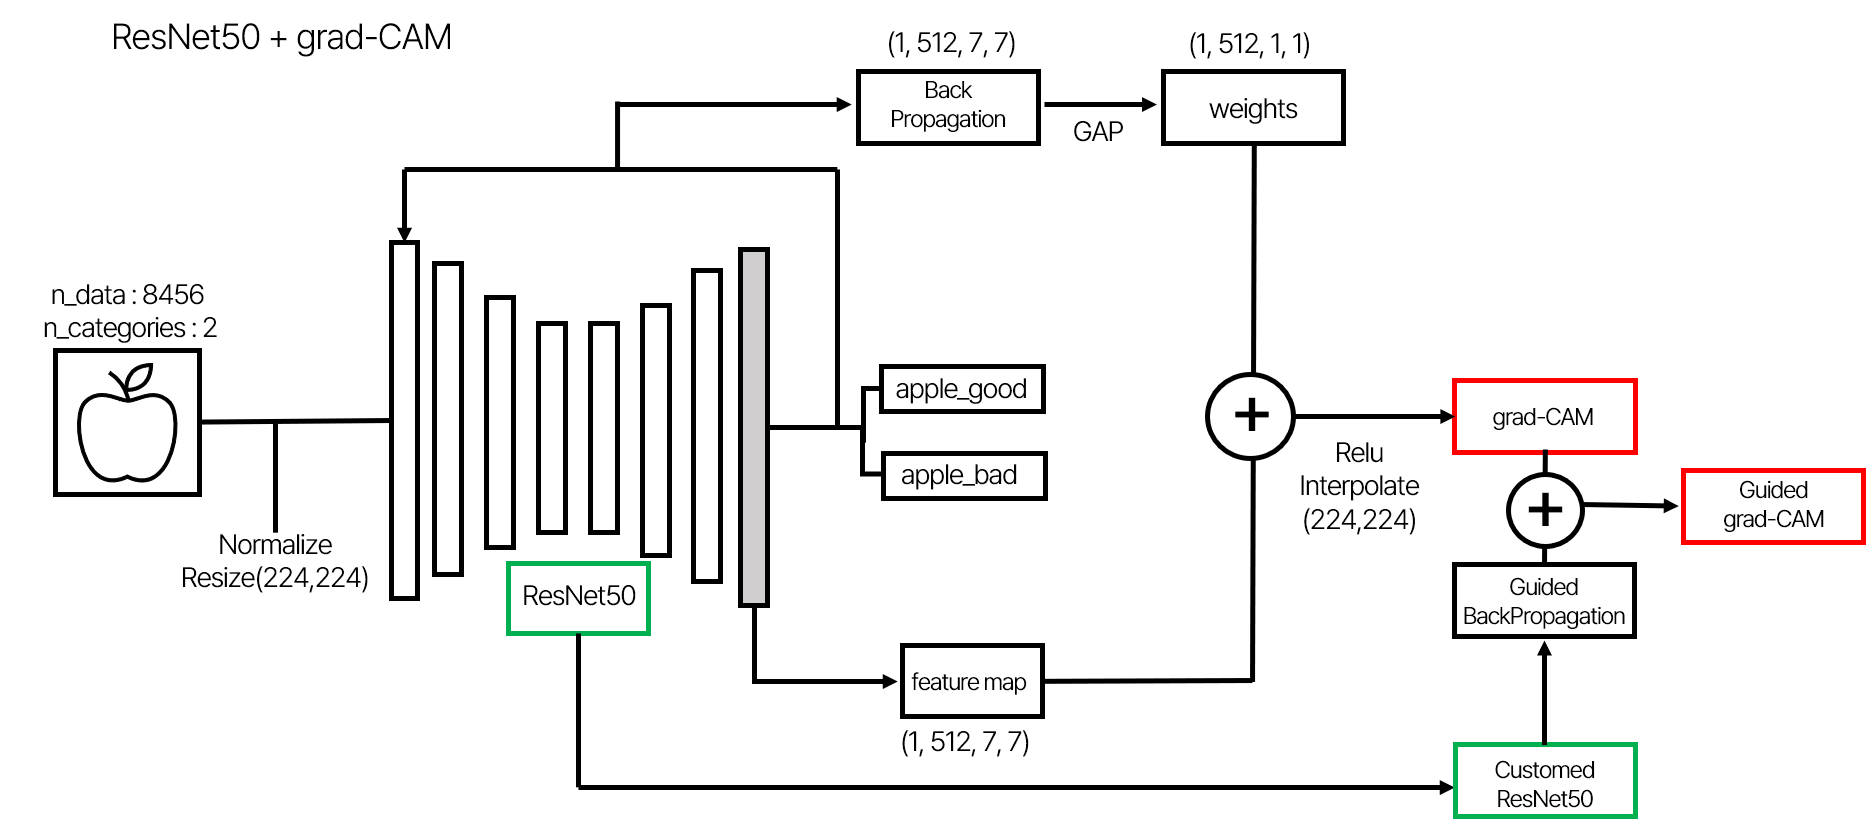 ResNet50 + grad-CAM
(1, 512, 7, 7)
(1, 512, 1, 1)
Back
Propagation
GAP
weights
n_data : 8456
n_categories : 2
Normalize
Resize(224,224)
ResNet50
apple_good
apple_bad
feature map
(1, 512, 7, 7)
+
Relu
Interpolate
(224,224)
grad-CAM
+
Guided
grad-CAM
Guided
BackPropagation
Customed
ResNet50